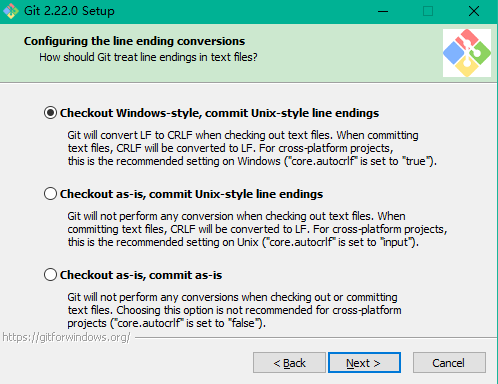 Git 2.22.0 Setup
Configuring the line ending conversions
How should Git treat line endings in text files?
Checkout Windows-style, commit Unix-style line endings
Git will convert LF to CRLF when checking out text files. When committing
text files, CRLF will be converted to LF. For cross-platform projects,
this is the recommended setting on Windows ("core.autocrlf" is set to "true").
Checkout as-is, commit Unix-style line endings
Git will not perform any conversion when checking out text files. When
committing text files, CRLF will be converted to LF. For cross-platform projects,
this is the recommended setting on Unix ("core.autocrlf" is set to "input").
Checkout as-is, commit as-is
Git will not perform any conversions when checking out or committing
text files. Choosing this option is not recommended for cross-platform
projects ("core.autocrlf" is set to "false").
https://gitforwindows.org/
< Back
Next >
Cancel